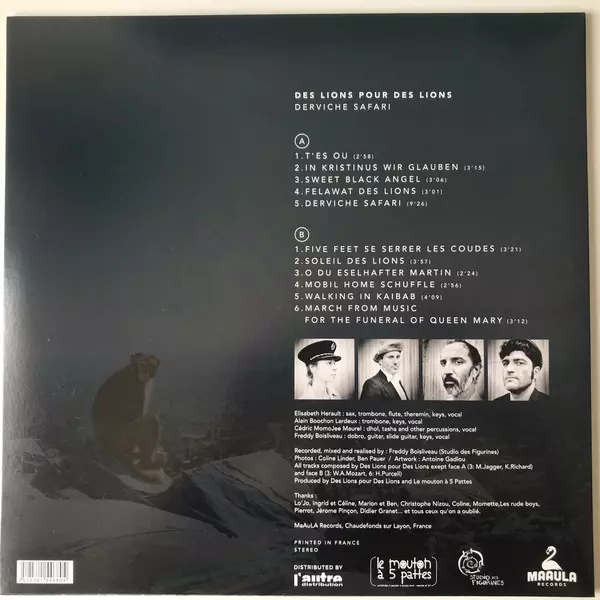 DES LIONS POUR DES LIONS
DERVICHE SAFARI
A
1.T'ES OU (2'58)
2.IN KRISTINUS WIR GLAUBEN (3'15)
3.SWEET BLACK ANGEL (3'06)
4.FELAWAT DES LIONS (3'01)
5.DERVICHE SAFARI (9'26)
B
1.FIVE FEET SE SERRER LES COUDES (3'21)
2.SOLEIL DES LIONS (3'57)
3.O DU ESELHAFTER MARTIN (2'24)
4.MOBIL HOME SCHUFFLE (2'56)
5.WALKING IN KAIBAB (4'09)
6.MARCH FROM MUSIC
FOR THE FUNERAL OF QUEEN MARY (3'12)
Elisabeth Herault : sax, trombone, flute, theremin, keys, vocal
Alain Boochon Lardeux : trombone, keys, vocal
Cédric MomoJee Maurel : dhol, tasha and other percussions, vocal
Freddy Boisliveau : dobro, guitar, slide guitar, keys, vocal
Recorded, mixed and realised by : Freddy Boisliveau (Studio des Figurines)
Photos : Coline Linder, Ben Pauer / Artwork : Antoine Gadiou
All tracks composed by Des Lions pour Des Lions exept face A (3: M.Jagger, K.Richard)
and face B (3: W.A.Mozart, 6: H.Purcell)
Produced by Des Lions pour Des Lions et Le mouton à 5 Pattes
Thanks :
Lo'Jo, Ingrid et Céline, Marion et Ben, Christophe Nizou, Coline, Momette,Les rude boys,
Pierrot, Jérome Pinçon, Didier Granet... et tous ceux qu'on a oublié.
MaAuLA Records, Chaudefonds sur Layon, France
PRINTED IN FRANCE
STEREO
DISTRIBUTED BY
l'autre
distribution
le mouton
à 5 pattes
STUDIO DES
FIGURINES
MAAULA
RECORDS